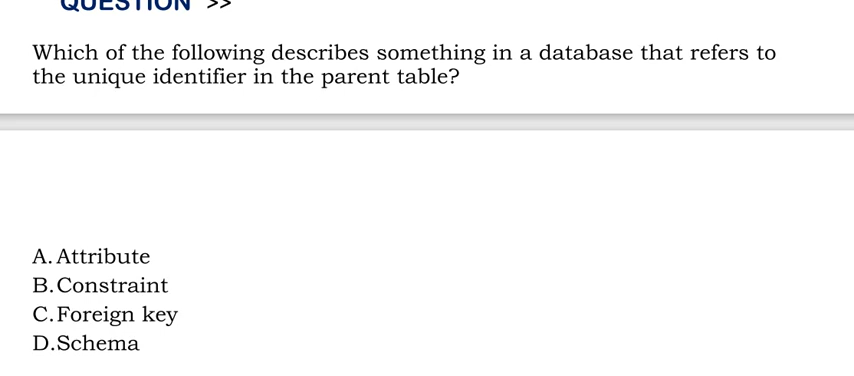 QUESTION >>
Which of the following describes something in a database that refers to
the unique identifier in the parent table?
A. Attribute
B.Constraint
C.Foreign key
D.Schema